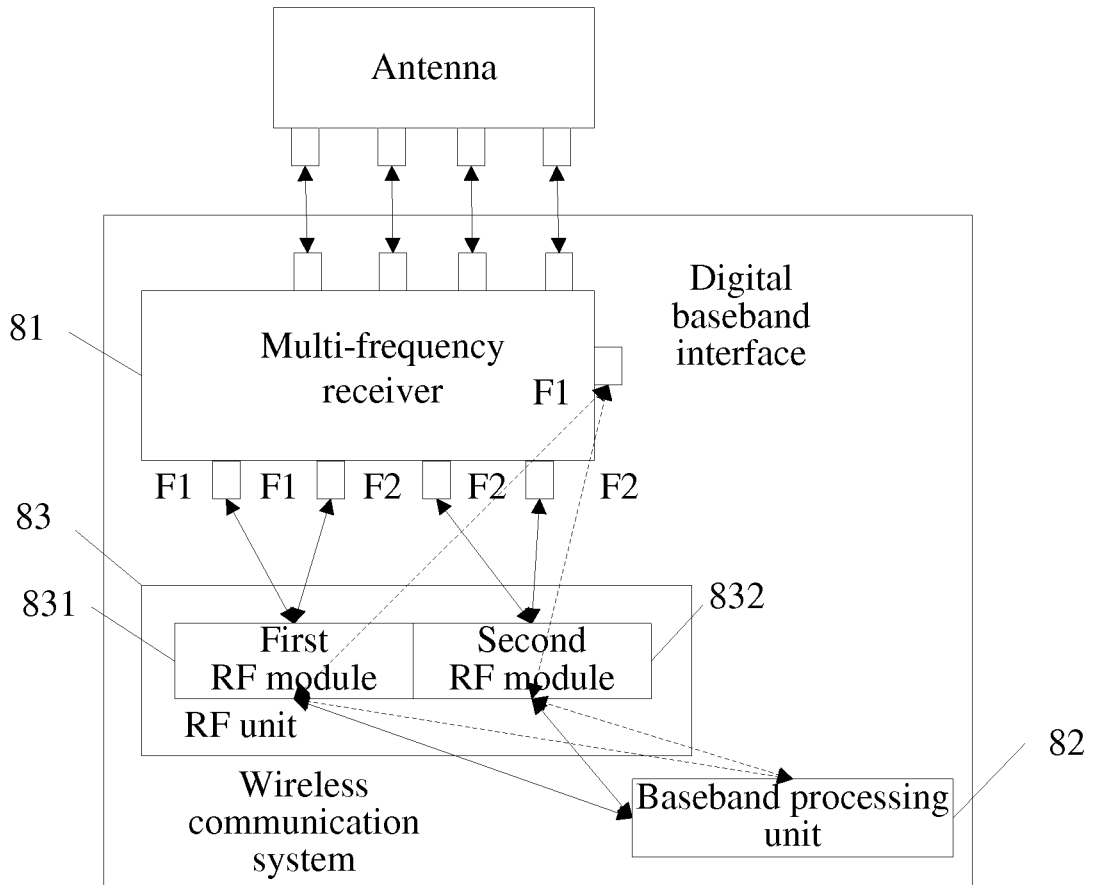 Antenna
Digital
baseband
interface
81
Multi-frequency
receiver
F1
F1
F1
F2
F2
F2
83
831
832
First
RF module
Second
RF module
RF unit
82
Wireless
communication
system
Baseband processing
unit